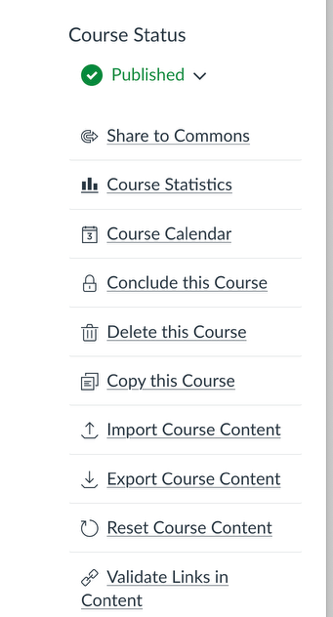 Course Status
Published
Share to Commons
Course Statistics
3
Course Calendar
Conclude this Course
Delete this Course
Copy this Course
Import Course Content
Export Course Content
Reset Course Content
Validate Links in
Content